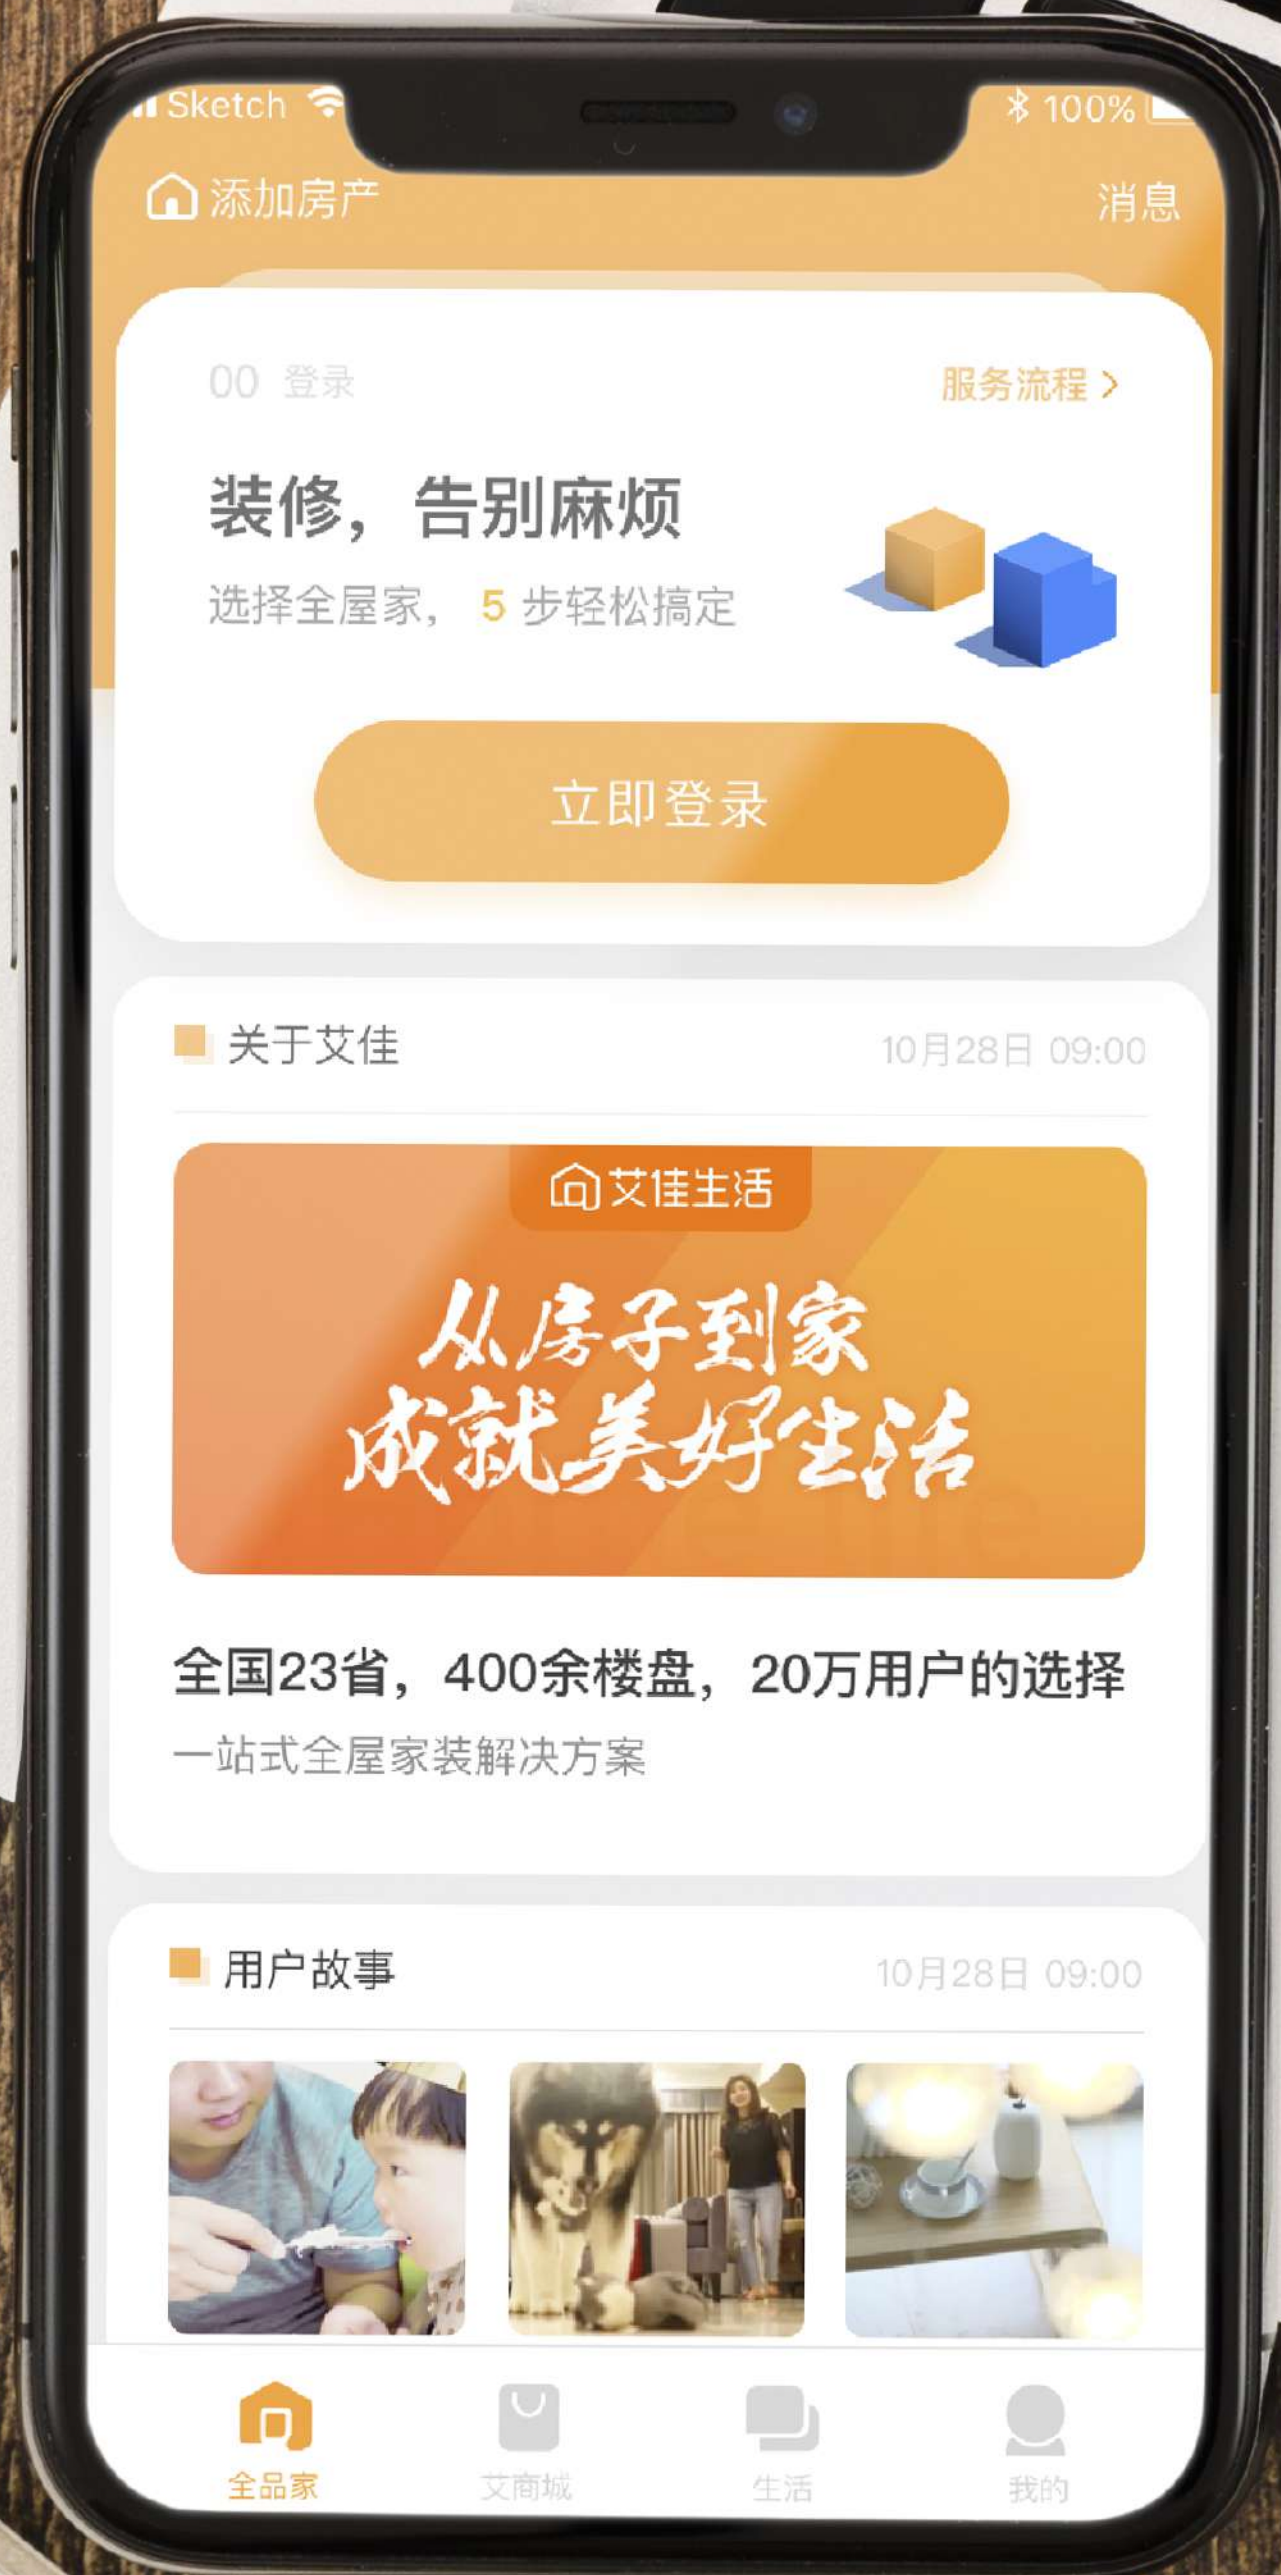 Sketch
100%
添加房产
消息
00 登录
服务流程
装修，告别麻烦
选择全屋家，5 步轻松搞定
立即登录
关于艾佳
10月28日 09:00
艾佳生活
从房子到家
成就美好生活
全国23省，400余楼盘，20万用户的选择
一站式全屋家装解决方案
用户故事
10月28日 09:00
全品家
艾商城
生活
我的